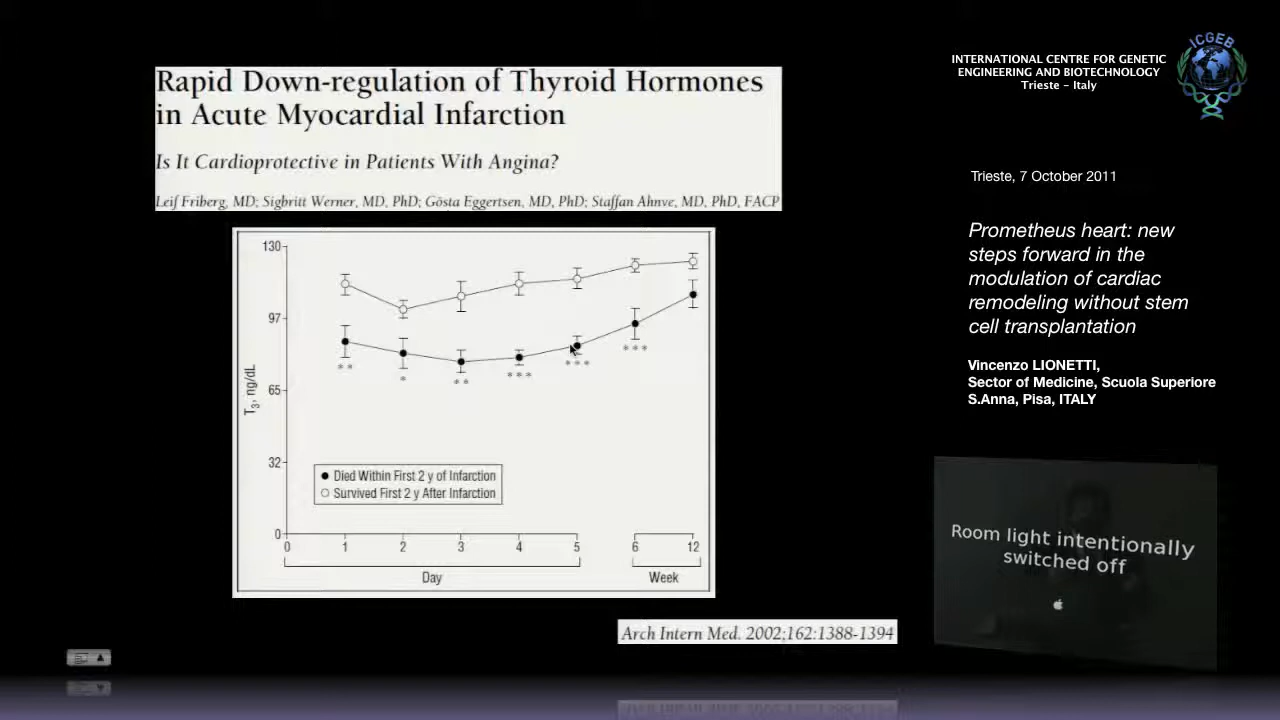 Rapid Down-regulation of Thyroid Hormones
in Acute Myocardial Infarction
Is It Cardioprotective in Patients With Angina?
Leif Friberg, MD; Sigbritt Werner, MD, PhD; Gösta Eggertsen, MD, PhD; Staffan Ahnve, MD, PhD, FACP
130
97
65
32
0
T3, ng/dL
**
*
**
***
***
***
Died Within First 2 y of Infarction
Survived First 2 y After Infarction
0 1 2 3 4 5 6 12
Day Week
Arch Intern Med. 2002;162:1388-1394
ICGEB
INTERNATIONAL CENTRE FOR GENETIC
ENGINEERING AND BIOTECHNOLOGY
Trieste - Italy
Trieste, 7 October 2011
Prometheus heart: new
steps forward in the
modulation of cardiac
remodeling without stem
cell transplantation
Vincenzo LIONETTI,
Sector of Medicine, Scuola Superiore
S.Anna, Pisa, ITALY
Room light intentionally
switched off